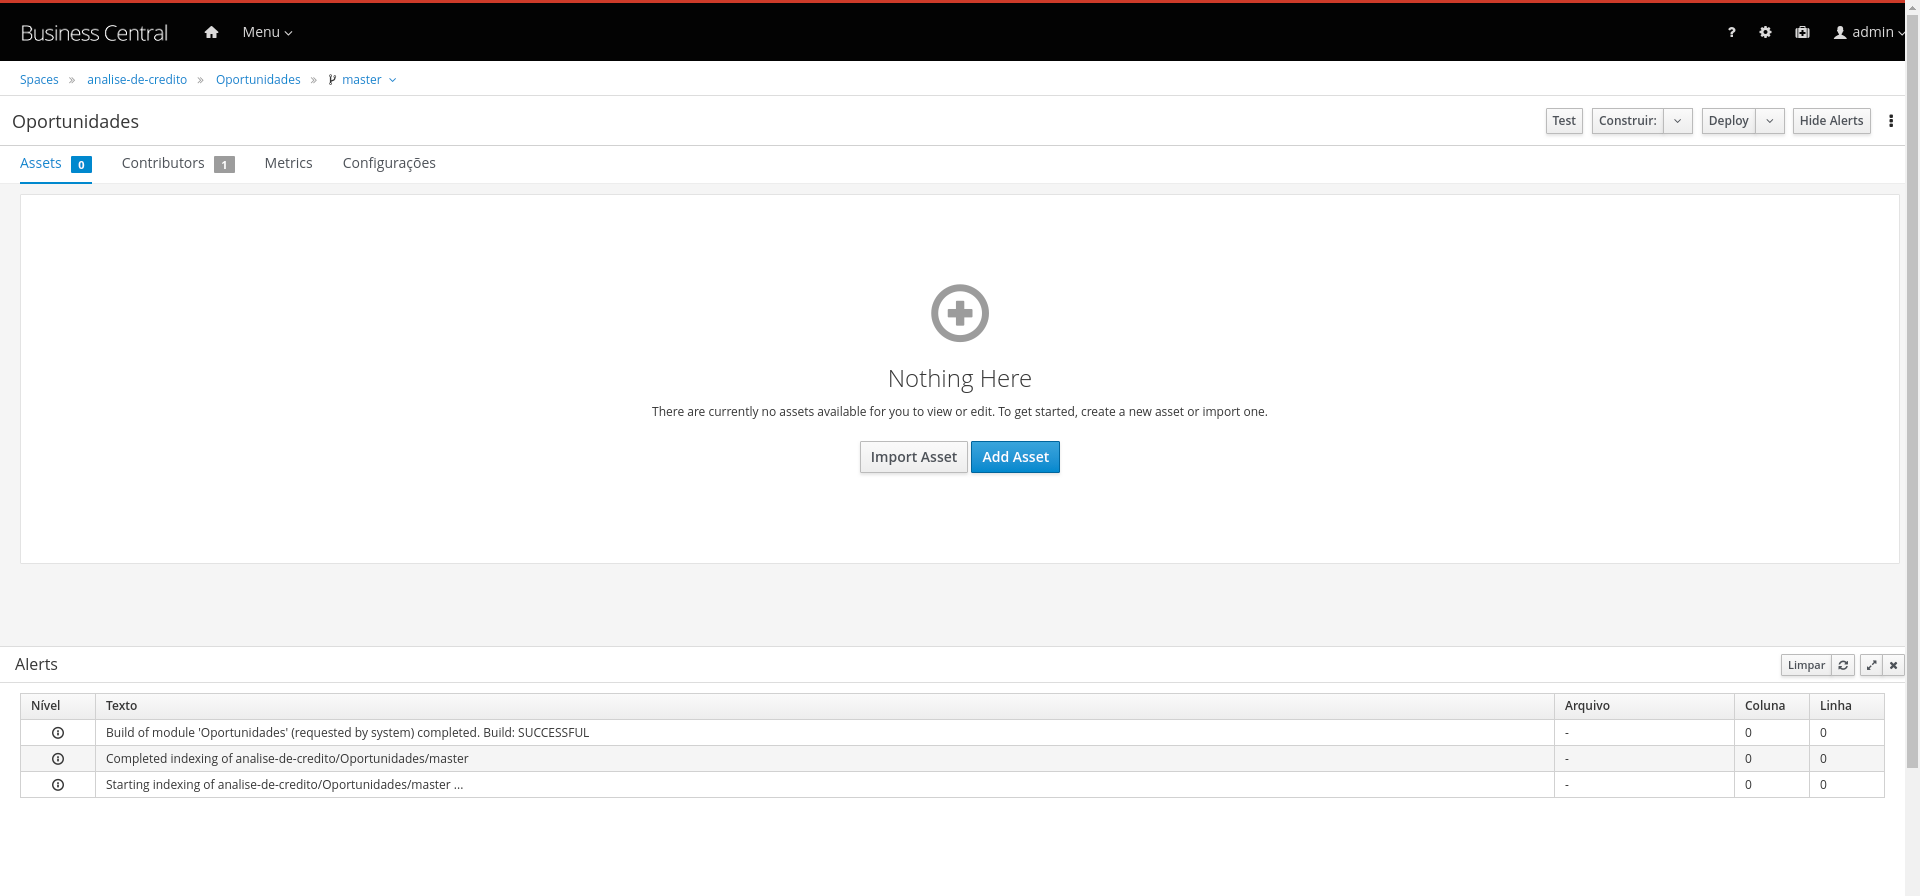 Business Central Menu ? admin
Spaces » analise-de-credito » Oportunidades » master
Oportunidades Test Construir: Deploy Hide Alerts
Assets 0 Contributors 1 Metrics Configurações
Nothing Here
There are currently no assets available for you to view or edit. To get started, create a new asset or import one.
Import Asset Add Asset
Alerts Limpar
Nível Texto Arquivo Coluna Linha
Build of module 'Oportunidades' (requested by system) completed. Build: SUCCESSFUL - 0 0
Completed indexing of analise-de-credito/Oportunidades/master - 0 0
Starting indexing of analise-de-credito/Oportunidades/master ... - 0 0